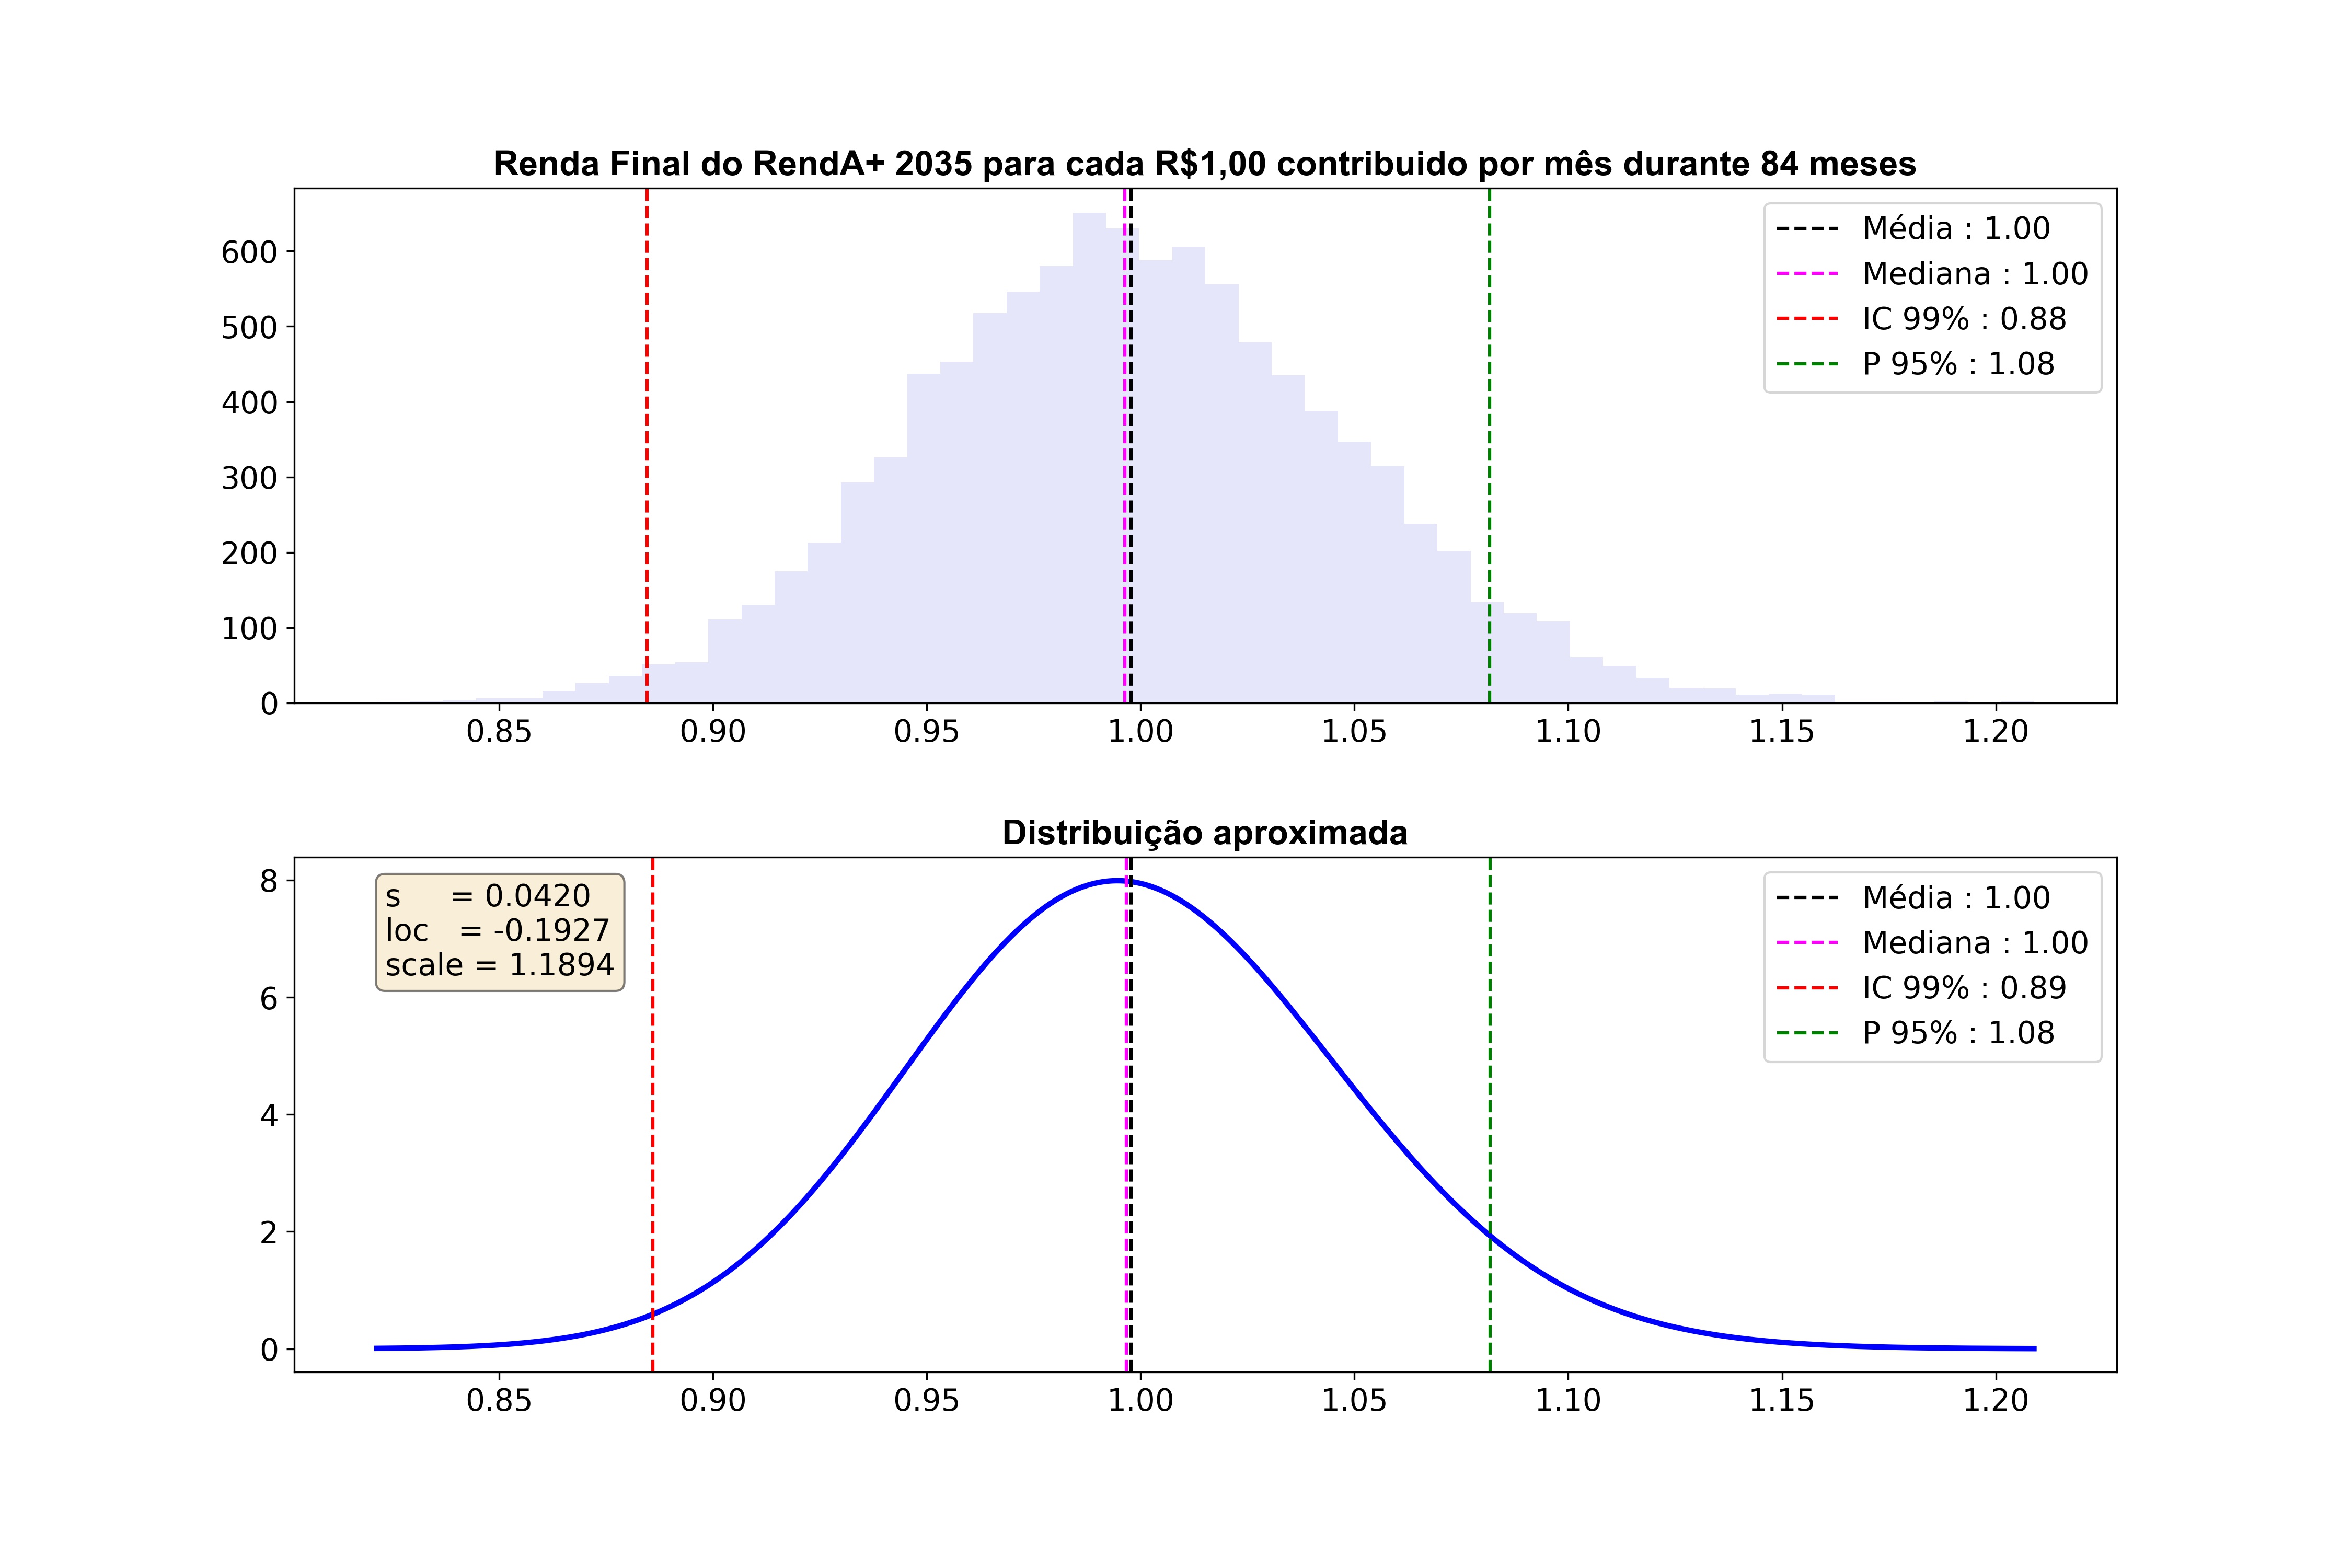 Renda Final do RendA+ 2035 para cada R$1,00 contribuido por mês durante 84 meses
600
500
400
300
200
100
0
0.85 0.90 0.95 1.00 1.05 1.10 1.15 1.20
Média : 1.00
Mediana : 1.00
IC 99% : 0.88
P 95% : 1.08
Distribuição aproximada
8
6
4
2
0
0.85 0.90 0.95 1.00 1.05 1.10 1.15 1.20
s = 0.0420
loc = -0.1927
scale = 1.1894
Média : 1.00
Mediana : 1.00
IC 99% : 0.89
P 95% : 1.08